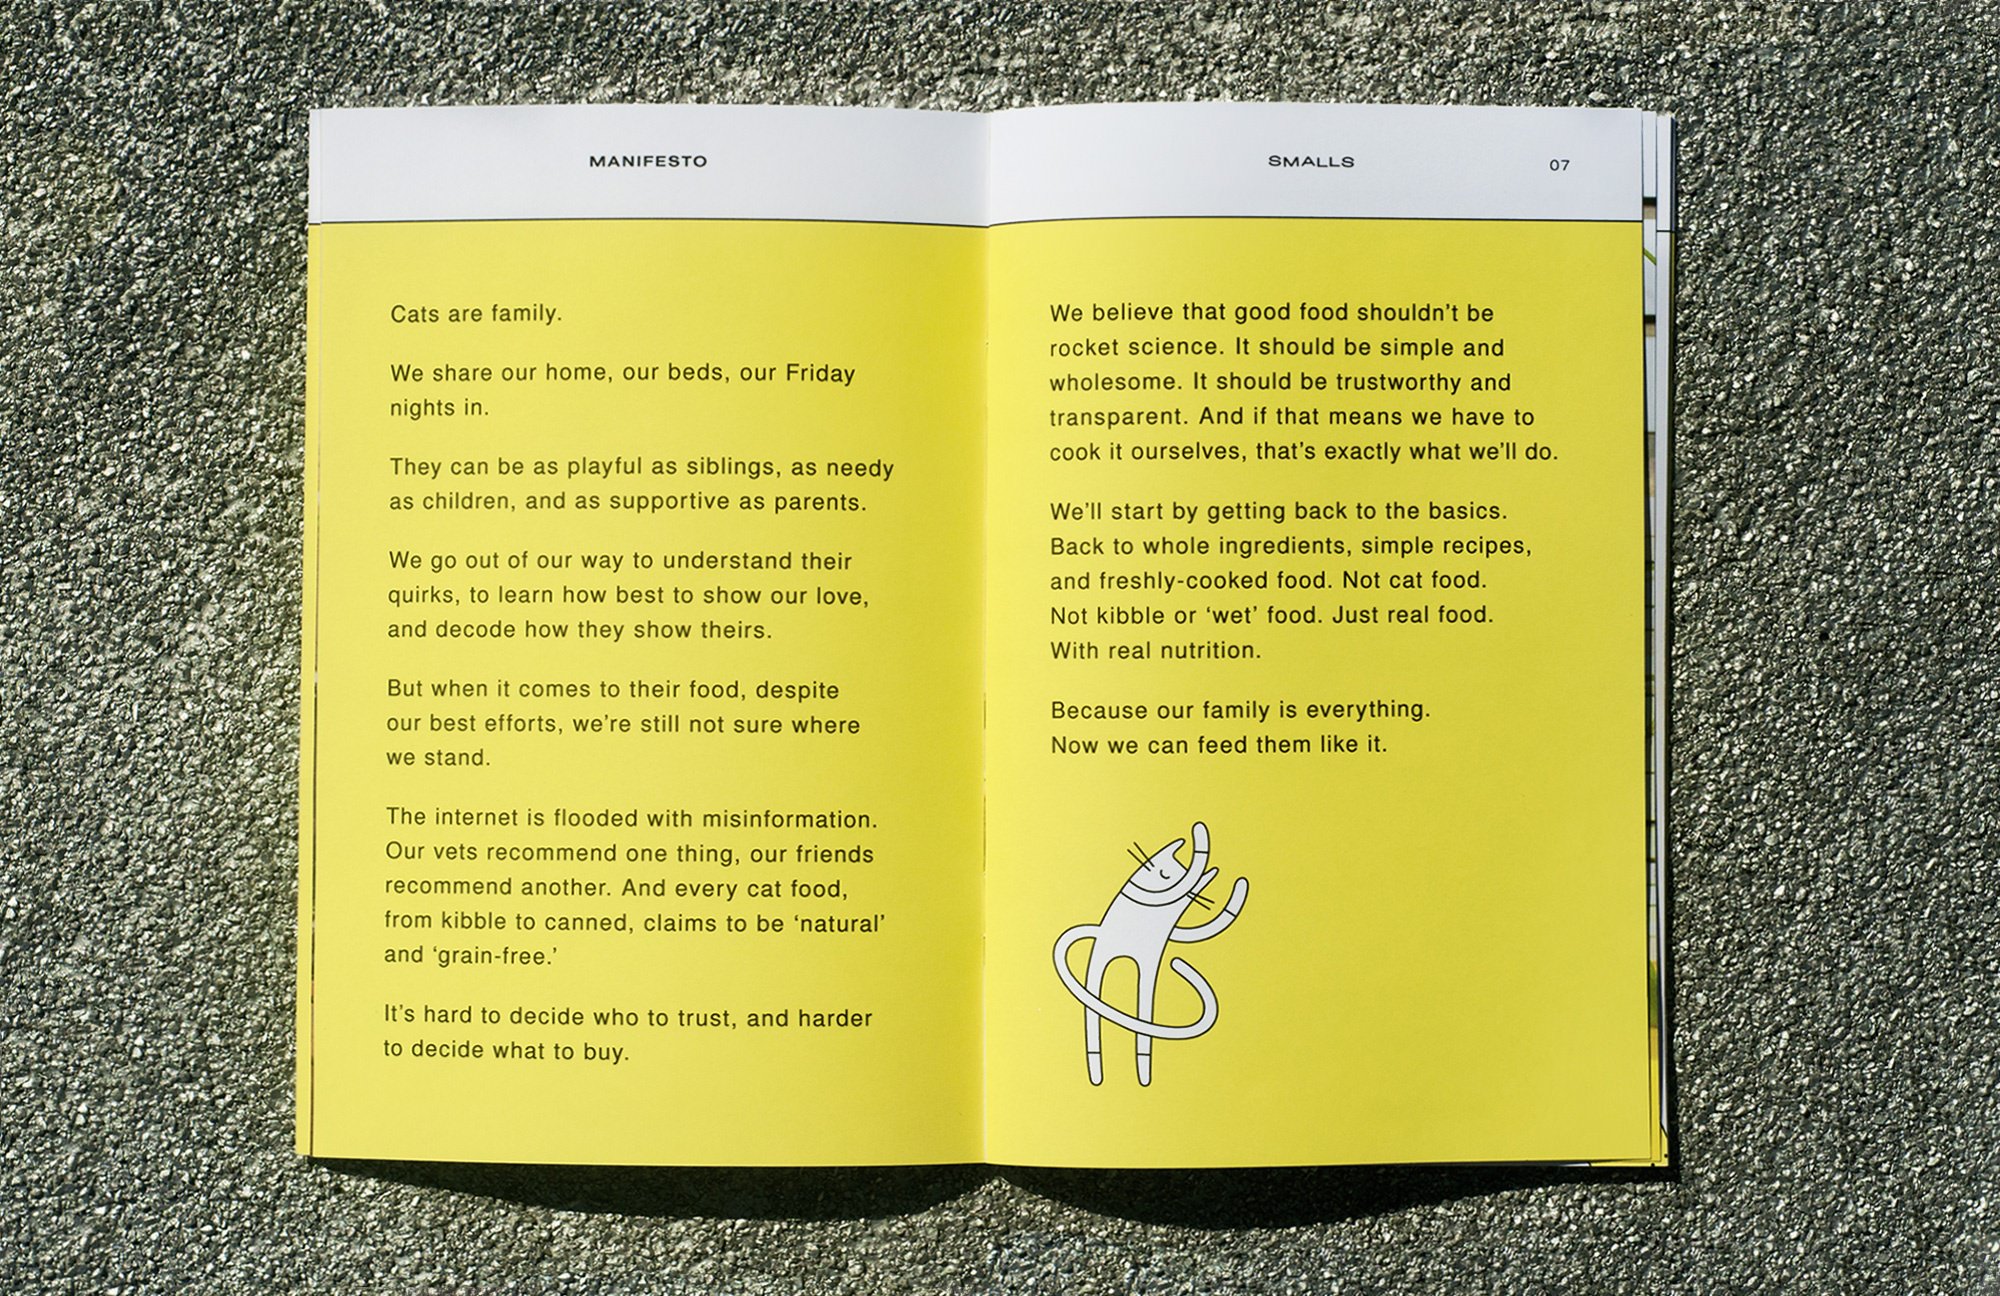 MANIFESTO
Cats are family.
We share our home, our beds, our Friday
nights in.
They can be as playful as siblings, as needy
as children, and as supportive as parents.
We go out of our way to understand their
quirks, to learn how best to show our love,
and decode how they show theirs.
But when it comes to their food, despite
our best efforts, we’re still not sure where
we stand.
The internet is flooded with misinformation.
Our vets recommend one thing, our friends
recommend another. And every cat food,
from kibble to canned, claims to be ‘natural’
and ‘grain-free.’
It’s hard to decide who to trust, and harder
to decide what to buy.
SMALLS
07
We believe that good food shouldn’t be
rocket science. It should be simple and
wholesome. It should be trustworthy and
transparent. And if that means we have to
cook it ourselves, that’s exactly what we’ll do.
We’ll start by getting back to the basics.
Back to whole ingredients, simple recipes,
and freshly-cooked food. Not cat food.
Not kibble or ‘wet’ food. Just real food.
With real nutrition.
Because our family is everything.
Now we can feed them like it.